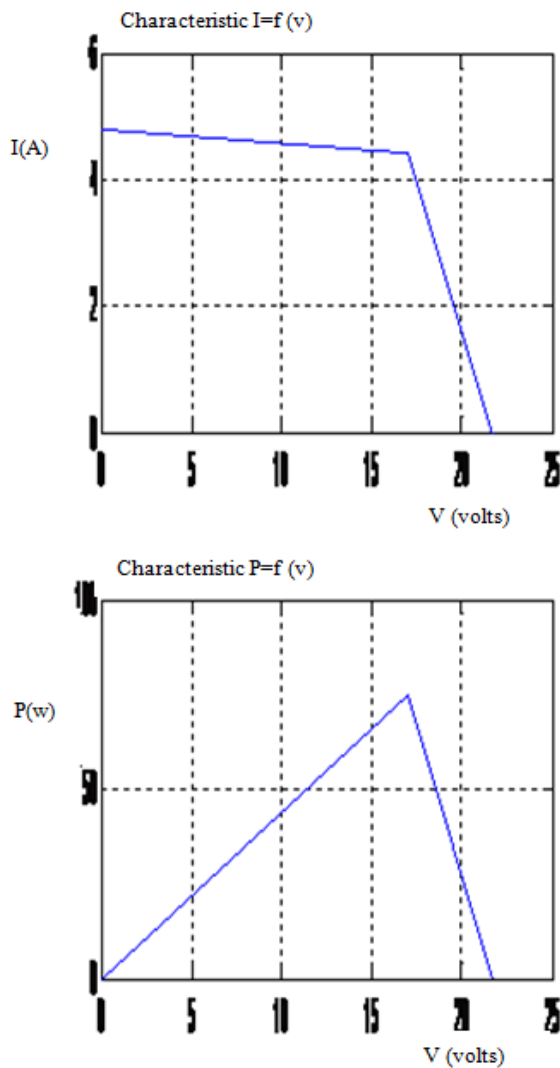 Characteristic I=f (v)
6
I(A)
4
2
0
0 5 10 15 20 25
V (volts)
Characteristic P=f (v)
100
P(w)
50
0
0 5 10 15 20 25
V (volts)